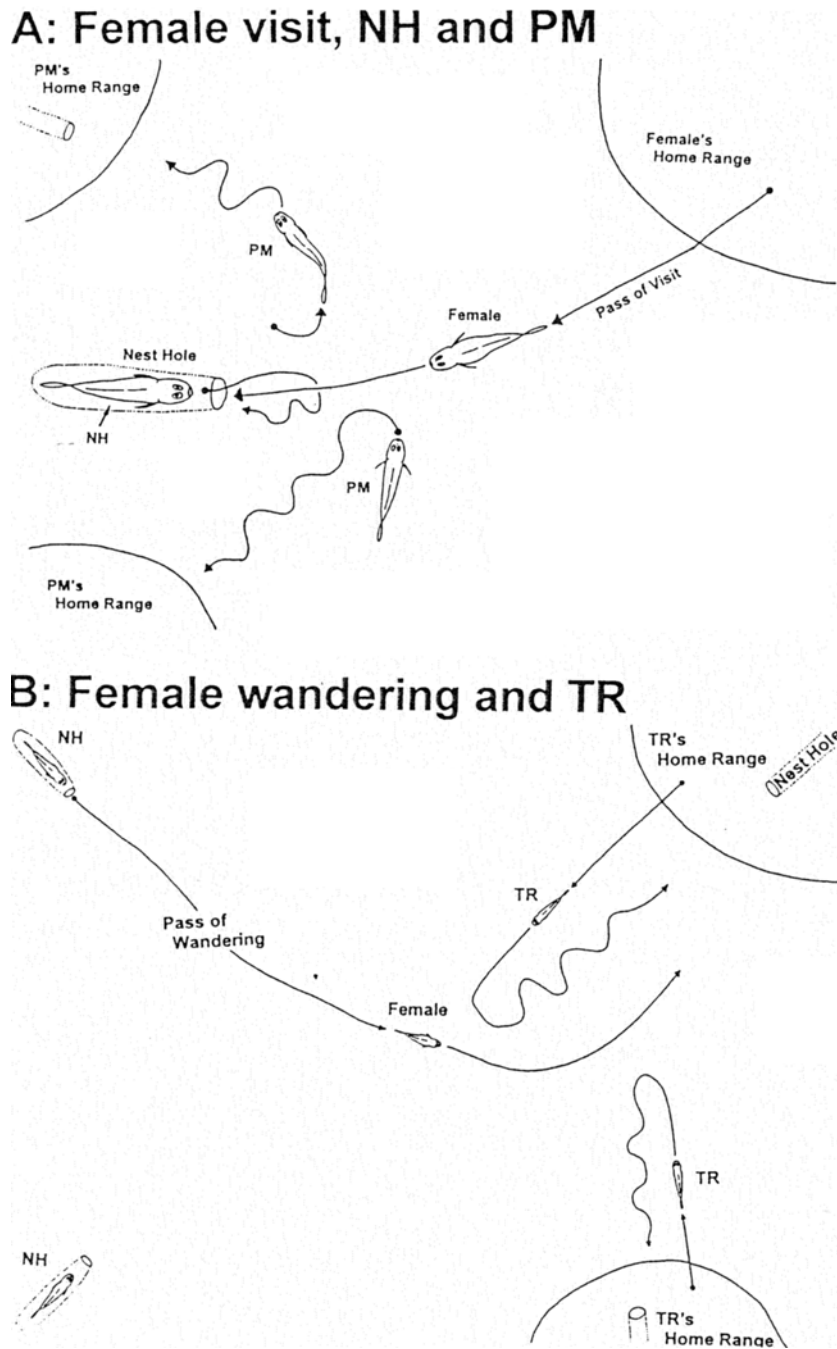 A: Female visit, NH and PM
PM's
Home Range
Female's
Home Range
PM
Pass of Visit
Female
Nest Hole
NH
PM
PM's
Home Range
B: Female wandering and TR
NH
TR's
Home Range
Nest Hole
TR
Pass of
Wandering
Female
TR
NH
TR's
Home Range